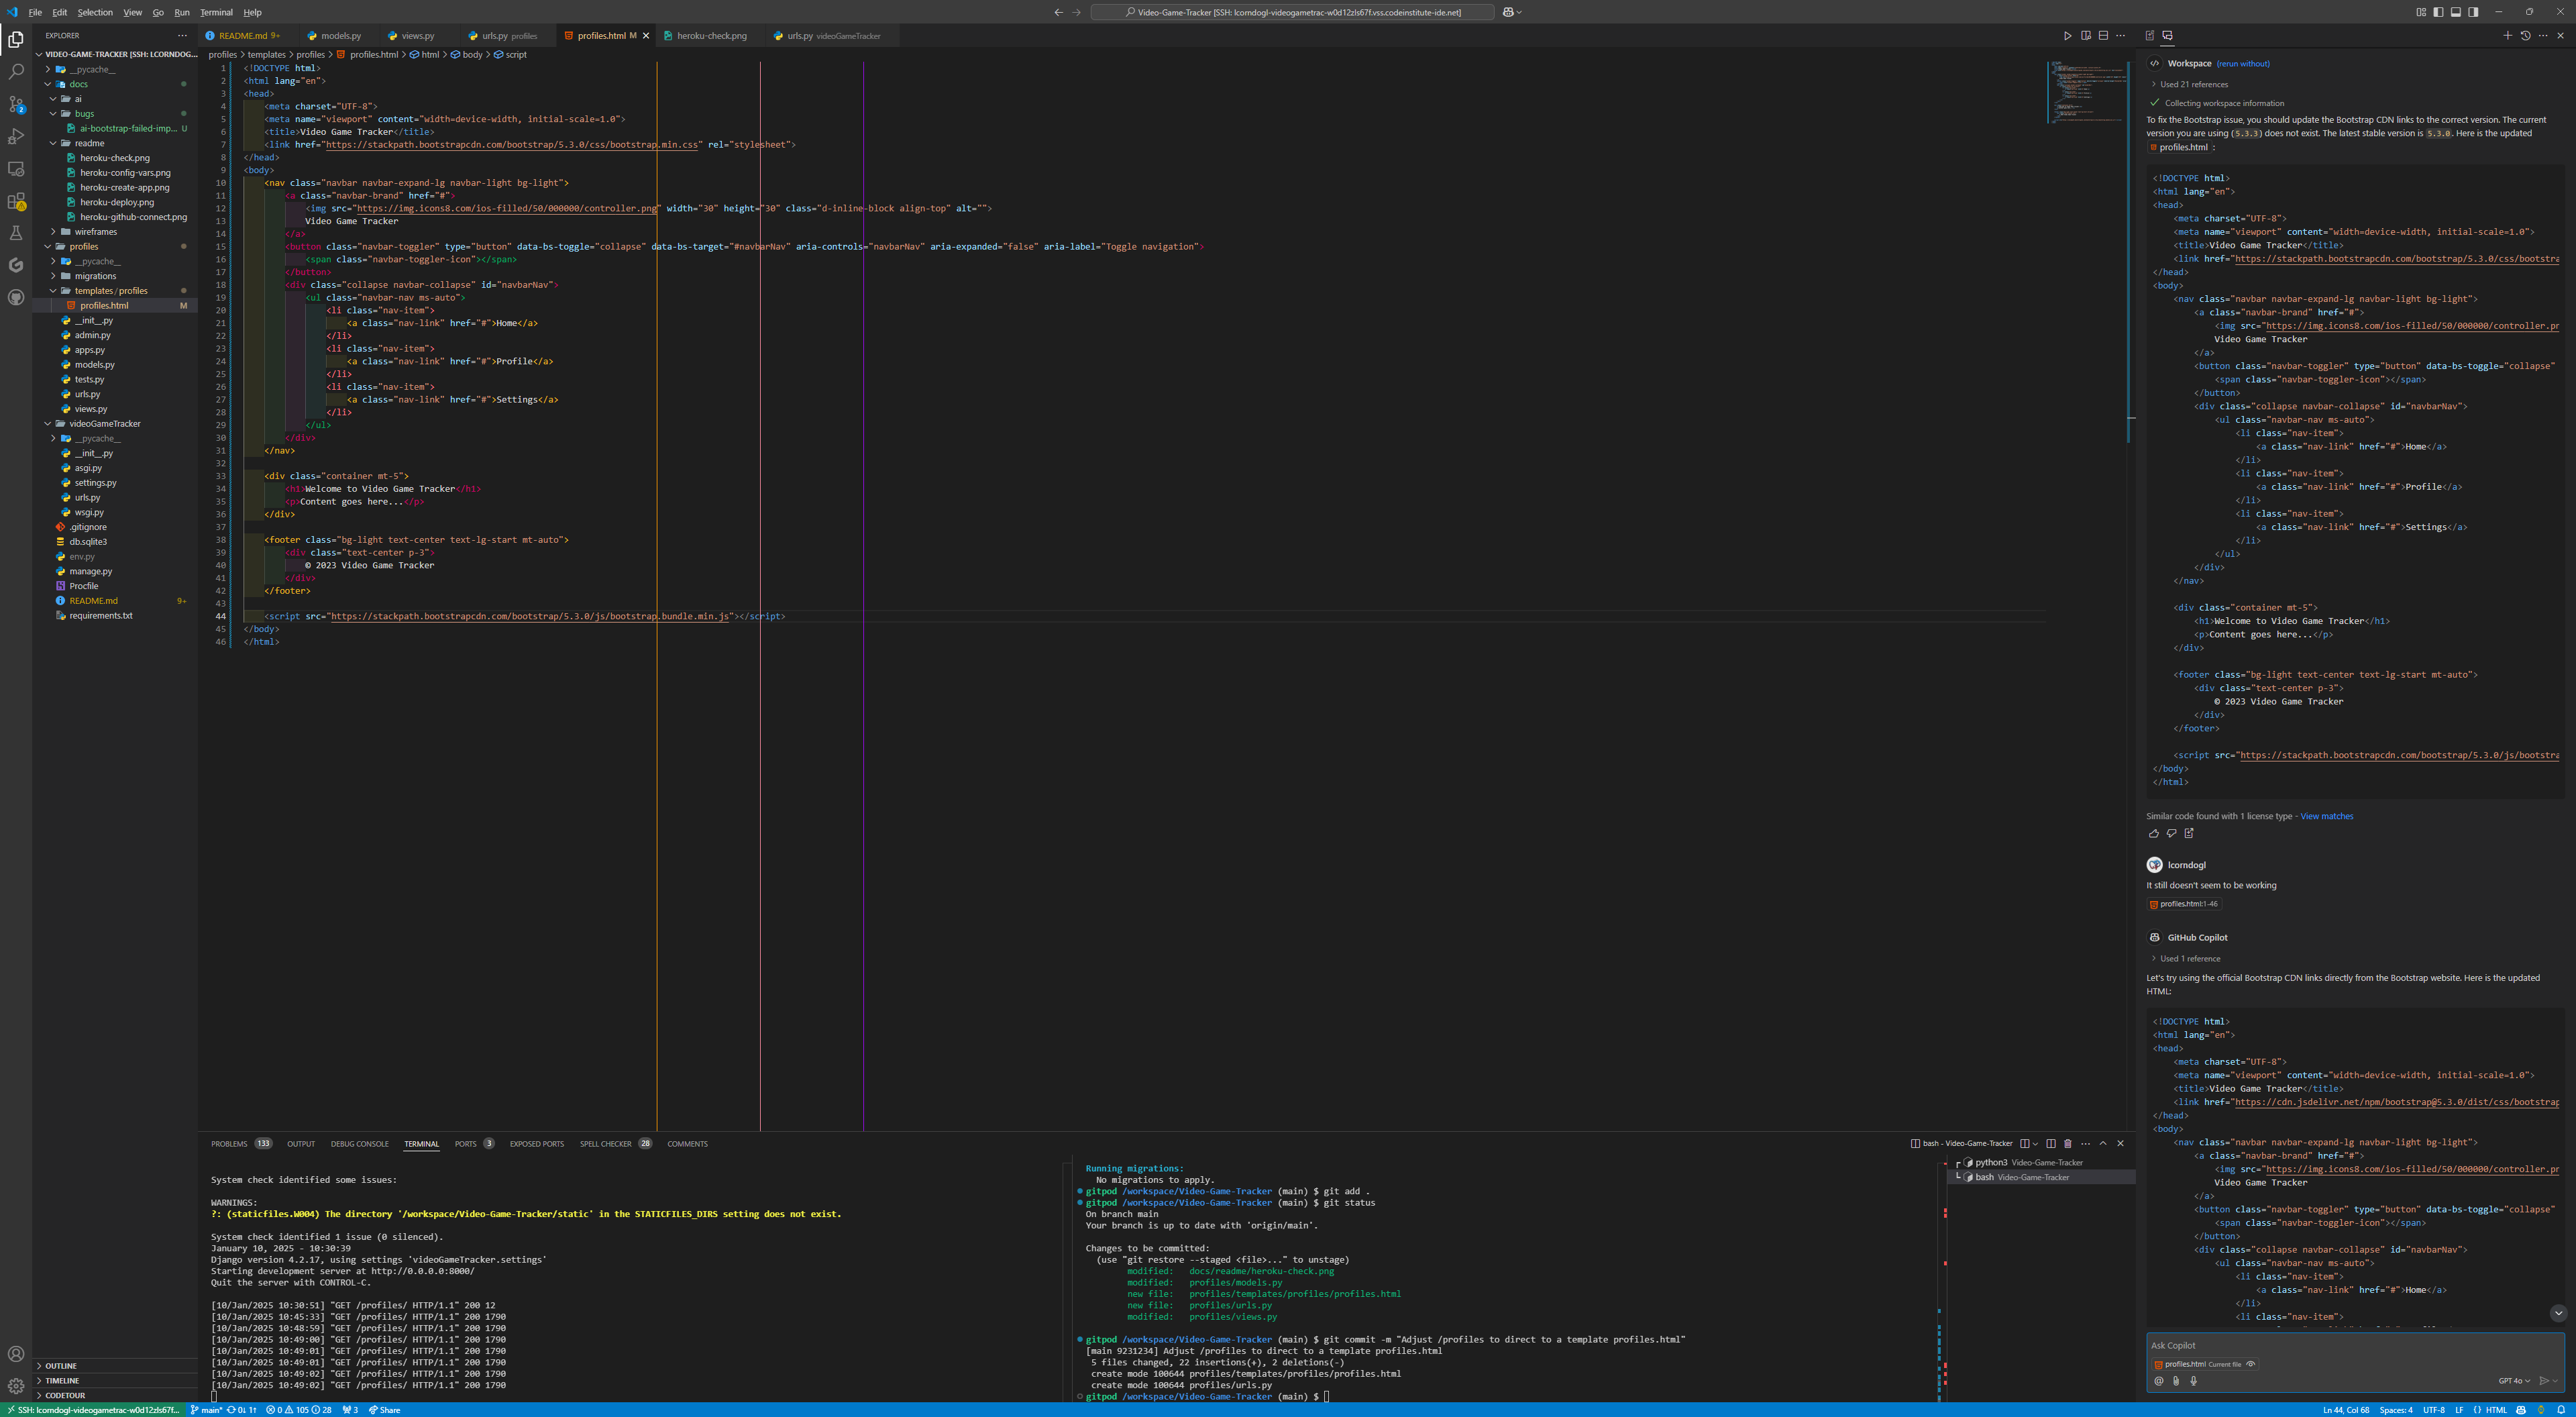 File Edit Selection View Go Run Terminal Help
Video-Game-Tracker [SSH: lcorndogl-videogametrac-w0d12zls67f.vss.codeinstitute-ide.net]
EXPLORER
VIDEO-GAME-TRACKER [SSH: LCORNDOG...
__pycache__
docs
ai
bugs
ai-bootstrap-failed-imp... U
readme
heroku-check.png
heroku-config-vars.png
heroku-create-app.png
heroku-deploy.png
heroku-github-connect.png
wireframes
profiles
__pycache__
migrations
templates / profiles
profiles.html M
__init__.py
admin.py
apps.py
models.py
tests.py
urls.py
views.py
videoGameTracker
__pycache__
__init__.py
asgi.py
settings.py
urls.py
wsgi.py
.gitignore
db.sqlite3
env.py
manage.py
Procfile
README.md 9+
requirements.txt
OUTLINE
TIMELINE
CODETOUR
README.md 9+ models.py views.py urls.py profiles profiles.html M heroku-check.png urls.py videoGameTracker
profiles > templates > profiles > profiles.html > html > body > script
1 <!DOCTYPE html>
2 <html lang="en">
3 <head>
4 <meta charset="UTF-8">
5 <meta name="viewport" content="width=device-width, initial-scale=1.0">
6 <title>Video Game Tracker</title>
7 <link href="https://stackpath.bootstrapcdn.com/bootstrap/5.3.0/css/bootstrap.min.css" rel="stylesheet">
8 </head>
9 <body>
10 <nav class="navbar navbar-expand-lg navbar-light bg-light">
11 <a class="navbar-brand" href="#">
12 <img src="https://img.icons8.com/ios-filled/50/000000/controller.png" width="30" height="30" class="d-inline-block align-top" alt="">
13 Video Game Tracker
14 </a>
15 <button class="navbar-toggler" type="button" data-bs-toggle="collapse" data-bs-target="#navbarNav" aria-controls="navbarNav" aria-expanded="false" aria-label="Toggle navigation">
16 <span class="navbar-toggler-icon"></span>
17 </button>
18 <div class="collapse navbar-collapse" id="navbarNav">
19 <ul class="navbar-nav ms-auto">
20 <li class="nav-item">
21 <a class="nav-link" href="#">Home</a>
22 </li>
23 <li class="nav-item">
24 <a class="nav-link" href="#">Profile</a>
25 </li>
26 <li class="nav-item">
27 <a class="nav-link" href="#">Settings</a>
28 </li>
29 </ul>
30 </div>
31 </nav>
32
33 <div class="container mt-5">
34 <h1>Welcome to Video Game Tracker</h1>
35 <p>Content goes here...</p>
36 </div>
37
38 <footer class="bg-light text-center text-lg-start mt-auto">
39 <div class="text-center p-3">
40 © 2023 Video Game Tracker
41 </div>
42 </footer>
43
44 <script src="https://stackpath.bootstrapcdn.com/bootstrap/5.3.0/js/bootstrap.bundle.min.js"></script>
45 </body>
46 </html>
PROBLEMS 133 OUTPUT DEBUG CONSOLE TERMINAL PORTS 3 EXPOSED PORTS SPELL CHECKER 28 COMMENTS
bash - Video-Game-Tracker
System check identified some issues:
WARNINGS:
?: (staticfiles.W004) The directory '/workspace/Video-Game-Tracker/static' in the STATICFILES_DIRS setting does not exist.
System check identified 1 issue (0 silenced).
January 10, 2025 - 10:30:39
Django version 4.2.17, using settings 'videoGameTracker.settings'
Starting development server at http://0.0.0.0:8000/
Quit the server with CONTROL-C.
[10/Jan/2025 10:30:51] "GET /profiles/ HTTP/1.1" 200 12
[10/Jan/2025 10:45:33] "GET /profiles/ HTTP/1.1" 200 1790
[10/Jan/2025 10:48:59] "GET /profiles/ HTTP/1.1" 200 1790
[10/Jan/2025 10:49:00] "GET /profiles/ HTTP/1.1" 200 1790
[10/Jan/2025 10:49:01] "GET /profiles/ HTTP/1.1" 200 1790
[10/Jan/2025 10:49:01] "GET /profiles/ HTTP/1.1" 200 1790
[10/Jan/2025 10:49:02] "GET /profiles/ HTTP/1.1" 200 1790
[10/Jan/2025 10:49:02] "GET /profiles/ HTTP/1.1" 200 1790
Running migrations:
No migrations to apply.
gitpod /workspace/Video-Game-Tracker (main) $ git add .
gitpod /workspace/Video-Game-Tracker (main) $ git status
On branch main
Your branch is up to date with 'origin/main'.
Changes to be committed:
(use "git restore --staged <file>..." to unstage)
modified: docs/readme/heroku-check.png
modified: profiles/models.py
new file: profiles/templates/profiles/profiles.html
new file: profiles/urls.py
modified: profiles/views.py
gitpod /workspace/Video-Game-Tracker (main) $ git commit -m "Adjust /profiles to direct to a template profiles.html"
[main 9231234] Adjust /profiles to direct to a template profiles.html
5 files changed, 22 insertions(+), 2 deletions(-)
create mode 100644 profiles/templates/profiles/profiles.html
create mode 100644 profiles/urls.py
gitpod /workspace/Video-Game-Tracker (main) $
python3 Video-Game-Tracker
bash Video-Game-Tracker
Workspace (rerun without)
Used 21 references
Collecting workspace information
To fix the Bootstrap issue, you should update the Bootstrap CDN links to the correct version. The current
version you are using (5.3.3) does not exist. The latest stable version is 5.3.0. Here is the updated
profiles.html :
<!DOCTYPE html>
<html lang="en">
<head>
<meta charset="UTF-8">
<meta name="viewport" content="width=device-width, initial-scale=1.0">
<title>Video Game Tracker</title>
<link href="https://stackpath.bootstrapcdn.com/bootstrap/5.3.0/css/bootstra
</head>
<body>
<nav class="navbar navbar-expand-lg navbar-light bg-light">
<a class="navbar-brand" href="#">
<img src="https://img.icons8.com/ios-filled/50/000000/controller.pr
Video Game Tracker
</a>
<button class="navbar-toggler" type="button" data-bs-toggle="collapse"
<span class="navbar-toggler-icon"></span>
</button>
<div class="collapse navbar-collapse" id="navbarNav">
<ul class="navbar-nav ms-auto">
<li class="nav-item">
<a class="nav-link" href="#">Home</a>
</li>
<li class="nav-item">
<a class="nav-link" href="#">Profile</a>
</li>
<li class="nav-item">
<a class="nav-link" href="#">Settings</a>
</li>
</ul>
</div>
</nav>
<div class="container mt-5">
<h1>Welcome to Video Game Tracker</h1>
<p>Content goes here...</p>
</div>
<footer class="bg-light text-center text-lg-start mt-auto">
<div class="text-center p-3">
© 2023 Video Game Tracker
</div>
</footer>
<script src="https://stackpath.bootstrapcdn.com/bootstrap/5.3.0/js/bootstra
</body>
</html>
Similar code found with 1 license type - View matches
lcorndogl
It still doesn't seem to be working
profiles.html:1-46
GitHub Copilot
Used 1 reference
Let's try using the official Bootstrap CDN links directly from the Bootstrap website. Here is the updated
HTML:
<!DOCTYPE html>
<html lang="en">
<head>
<meta charset="UTF-8">
<meta name="viewport" content="width=device-width, initial-scale=1.0">
<title>Video Game Tracker</title>
<link href="https://cdn.jsdelivr.net/npm/bootstrap@5.3.0/dist/css/bootstrap
</head>
<body>
<nav class="navbar navbar-expand-lg navbar-light bg-light">
<a class="navbar-brand" href="#">
<img src="https://img.icons8.com/ios-filled/50/000000/controller.pr
Video Game Tracker
</a>
<button class="navbar-toggler" type="button" data-bs-toggle="collapse"
<span class="navbar-toggler-icon"></span>
</button>
<div class="collapse navbar-collapse" id="navbarNav">
<ul class="navbar-nav ms-auto">
<li class="nav-item">
<a class="nav-link" href="#">Home</a>
</li>
<li class="nav-item">
Ask Copilot
profiles.html Current file
GPT 4o
SSH: lcorndogl-videogametrac-w0d12zls67f... main* 0↓ 1↑ 0 105 28 3 Share
Ln 44, Col 68 Spaces: 4 UTF-8 LF HTML